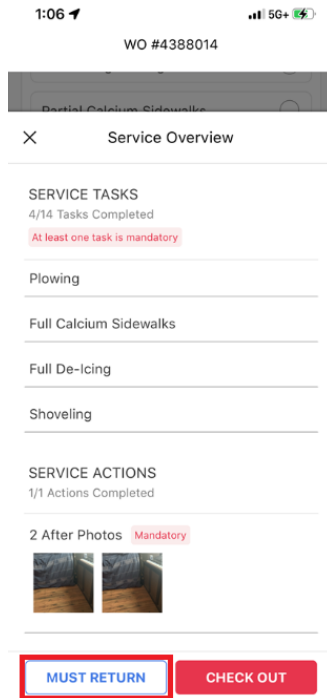 1:06
5G+
WO #4388014
Partial Calcium Sidewalks
Service Overview
SERVICE TASKS
4/14 Tasks Completed
At least one task is mandatory
Plowing
Full Calcium Sidewalks
Full De-Icing
Shoveling
SERVICE ACTIONS
1/1 Actions Completed
2 After Photos Mandatory
MUST RETURN
CHECK OUT